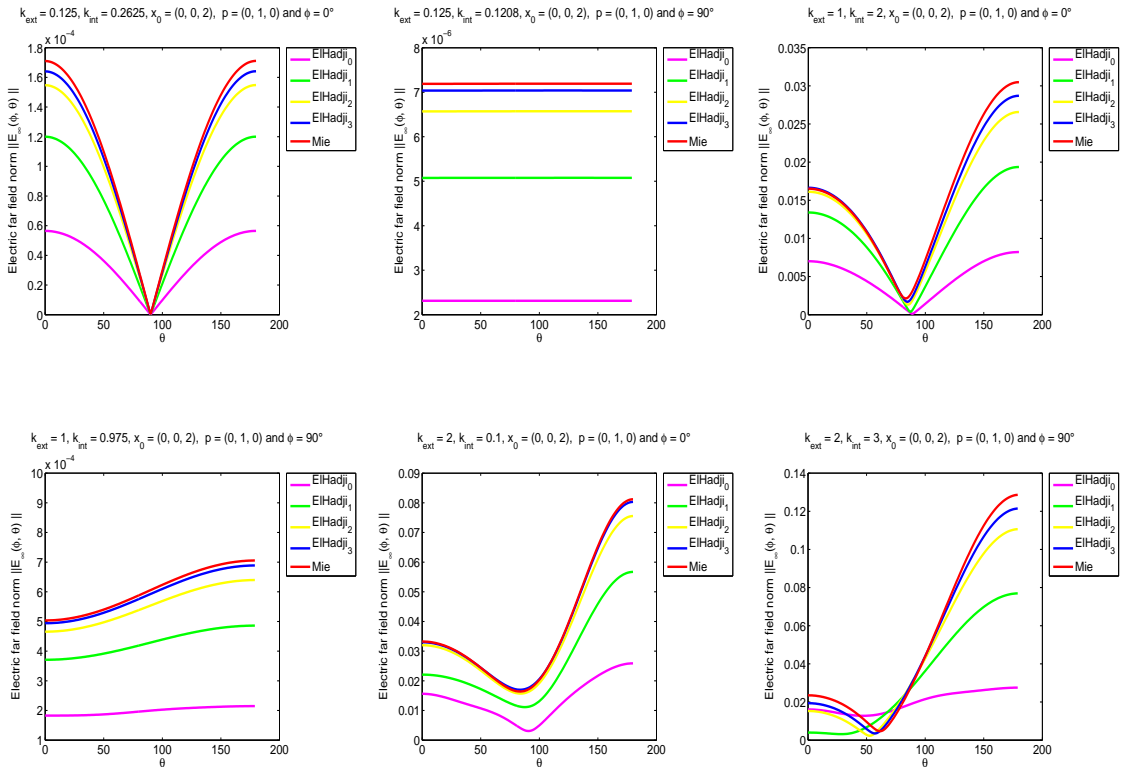 k_ext = 0.125, k_int = 0.2625, x_0 = (0, 0, 2), p = (0, 1, 0) and ϕ = 0°
x 10^−4
1.8
1.6
1.4
1.2
1
0.8
0.6
0.4
0.2
0
0 50 100 150 200
θ
Electric far field norm ||E_∞(ϕ, θ) ||
ElHadji_0
ElHadji_1
ElHadji_2
ElHadji_3
Mie
k_ext = 0.125, k_int = 0.1208, x_0 = (0, 0, 2), p = (0, 1, 0) and ϕ = 90°
x 10^−6
8
7
6
5
4
3
2
0 50 100 150 200
θ
Electric far field norm ||E_∞(ϕ, θ) ||
ElHadji_0
ElHadji_1
ElHadji_2
ElHadji_3
Mie
k_ext = 1, k_int = 2, x_0 = (0, 0, 2), p = (0, 1, 0) and ϕ = 0°
0.035
0.03
0.025
0.02
0.015
0.01
0.005
0
0 50 100 150 200
θ
Electric far field norm ||E_∞(ϕ, θ) ||
ElHadji_0
ElHadji_1
ElHadji_2
ElHadji_3
Mie
k_ext = 1, k_int = 0.975, x_0 = (0, 0, 2), p = (0, 1, 0) and ϕ = 90°
x 10^−4
10
9
8
7
6
5
4
3
2
1
0 50 100 150 200
θ
Electric far field norm ||E_∞(ϕ, θ) ||
ElHadji_0
ElHadji_1
ElHadji_2
ElHadji_3
Mie
k_ext = 2, k_int = 0.1, x_0 = (0, 0, 2), p = (0, 1, 0) and ϕ = 0°
0.09
0.08
0.07
0.06
0.05
0.04
0.03
0.02
0.01
0
0 50 100 150 200
θ
Electric far field norm ||E_∞(ϕ, θ) ||
ElHadji_0
ElHadji_1
ElHadji_2
ElHadji_3
Mie
k_ext = 2, k_int = 3, x_0 = (0, 0, 2), p = (0, 1, 0) and ϕ = 90°
0.14
0.12
0.1
0.08
0.06
0.04
0.02
0
0 50 100 150 200
θ
Electric far field norm ||E_∞(ϕ, θ) ||
ElHadji_0
ElHadji_1
ElHadji_2
ElHadji_3
Mie